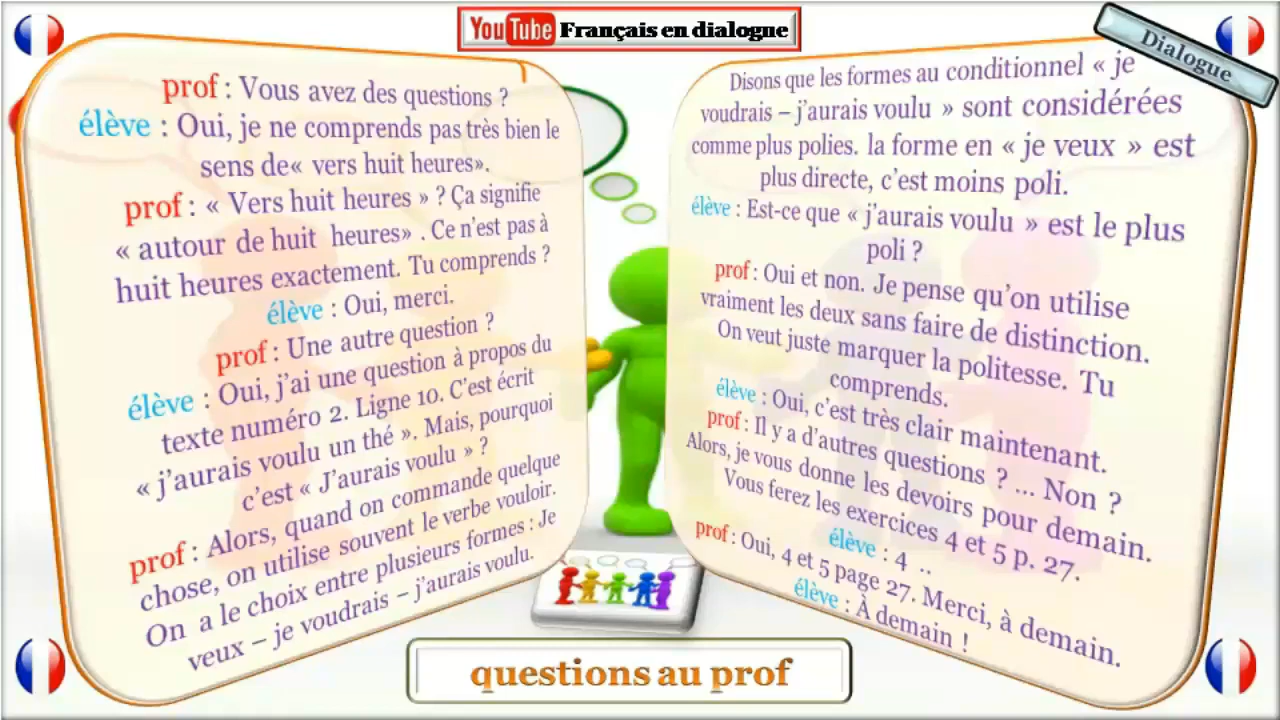 YouTube Français en dialogue
Dialogue
prof : Vous avez des questions ?
élève : Oui, je ne comprends pas très bien le
sens de« vers huit heures».
prof : « Vers huit heures » ? Ça signifie
« autour de huit heures» . Ce n'est pas à
huit heures exactement. Tu comprends ?
élève : Oui, merci.
prof : Une autre question ?
élève : Oui, j'ai une question à propos du
texte numéro 2. Ligne 10. C'est écrit
« j'aurais voulu un thé ». Mais, pourquoi
c'est « J'aurais voulu » ?
prof : Alors, quand on commande quelque
chose, on utilise souvent le verbe vouloir.
On a le choix entre plusieurs formes : Je
veux – je voudrais – j'aurais voulu.
Disons que les formes au conditionnel « je
voudrais – j'aurais voulu » sont considérées
comme plus polies. la forme en « je veux » est
plus directe, c'est moins poli.
élève : Est-ce que « j'aurais voulu » est le plus
poli ?
prof : Oui et non. Je pense qu'on utilise
vraiment les deux sans faire de distinction.
On veut juste marquer la politesse. Tu
comprends.
élève : Oui, c'est très clair maintenant.
prof : Il y a d'autres questions ? ... Non ?
Alors, je vous donne les devoirs pour demain.
Vous ferez les exercices 4 et 5 p. 27.
élève : 4 ..
prof : Oui, 4 et 5 page 27. Merci, à demain.
élève : À demain !
questions au prof